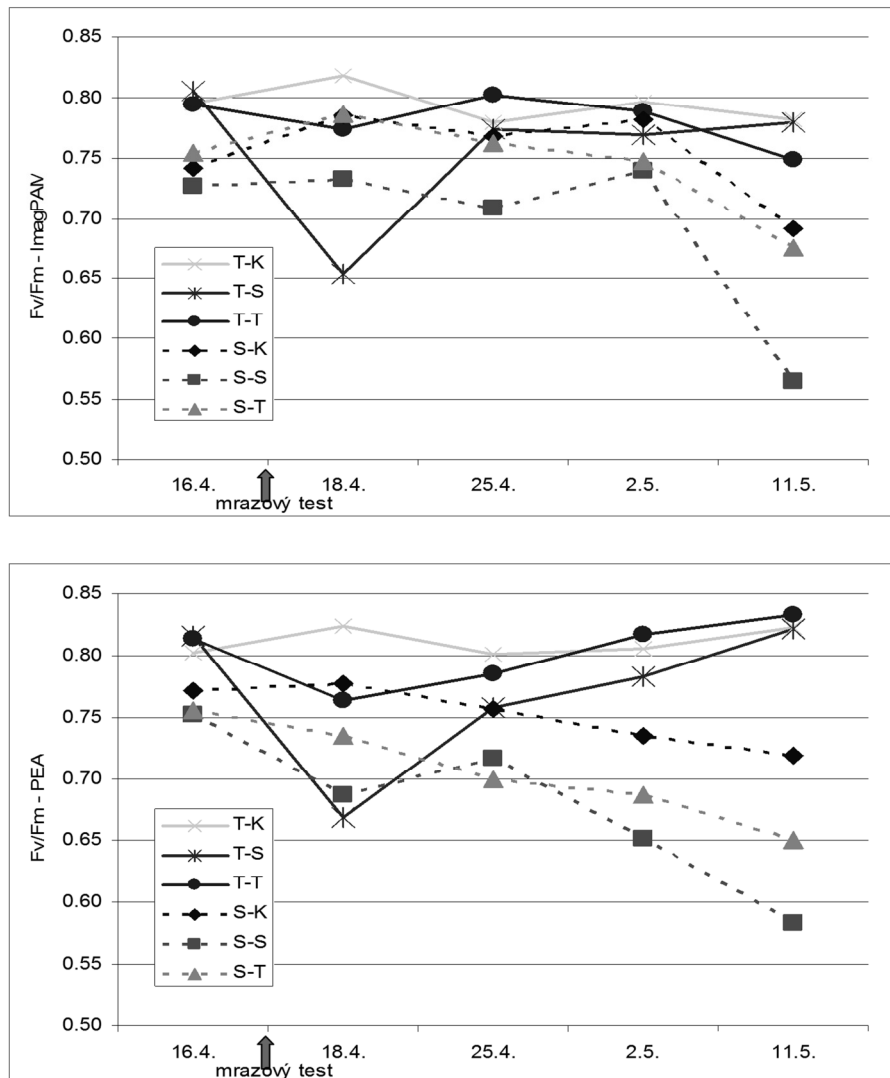 0.85
0.80
0.75
0.70
0.65
0.60
0.55
0.50
Fv/Fm - ImagPAM
T-K
T-S
T-T
S-K
S-S
S-T
16.4. 18.4. 25.4. 2.5. 11.5.
mrazový test
0.85
0.80
0.75
0.70
0.65
0.60
0.55
0.50
Fv/Fm - PEA
T-K
T-S
T-T
S-K
S-S
S-T
16.4. 18.4. 25.4. 2.5. 11.5.
mrazový test